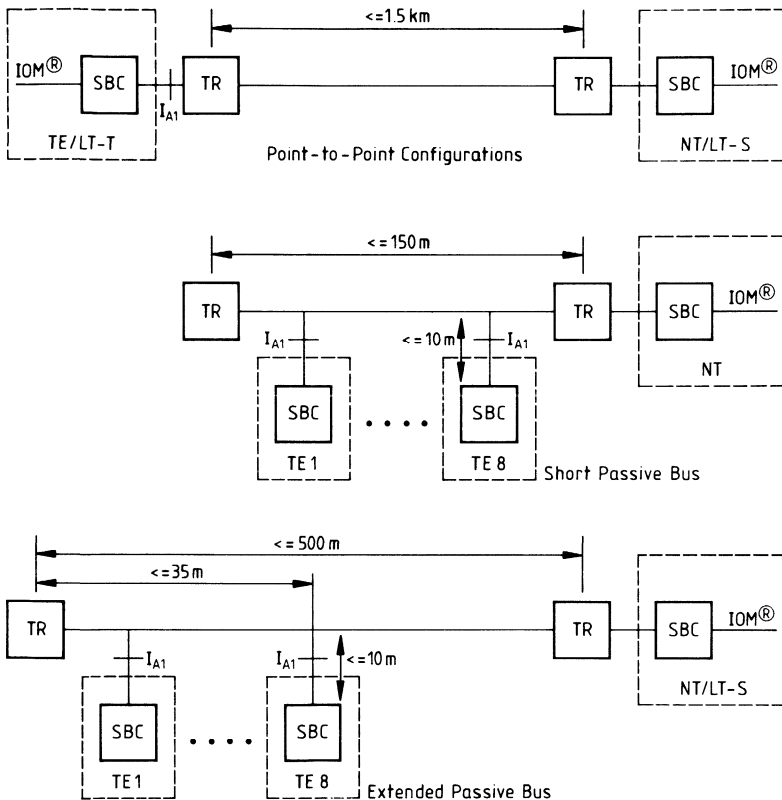 <=1.5 km
IOM®
SBC
IA1
TR
TR
SBC
IOM®
TE/LT-T
Point-to-Point Configurations
NT/LT-S
<=150 m
TR
TR
SBC
IOM®
IA1
<=10 m
IA1
NT
SBC
....
SBC
TE 1
TE 8
Short Passive Bus
<=500 m
<=35 m
TR
TR
SBC
IOM®
IA1
IA1
<=10 m
NT/LT-S
SBC
....
SBC
TE 1
TE 8
Extended Passive Bus